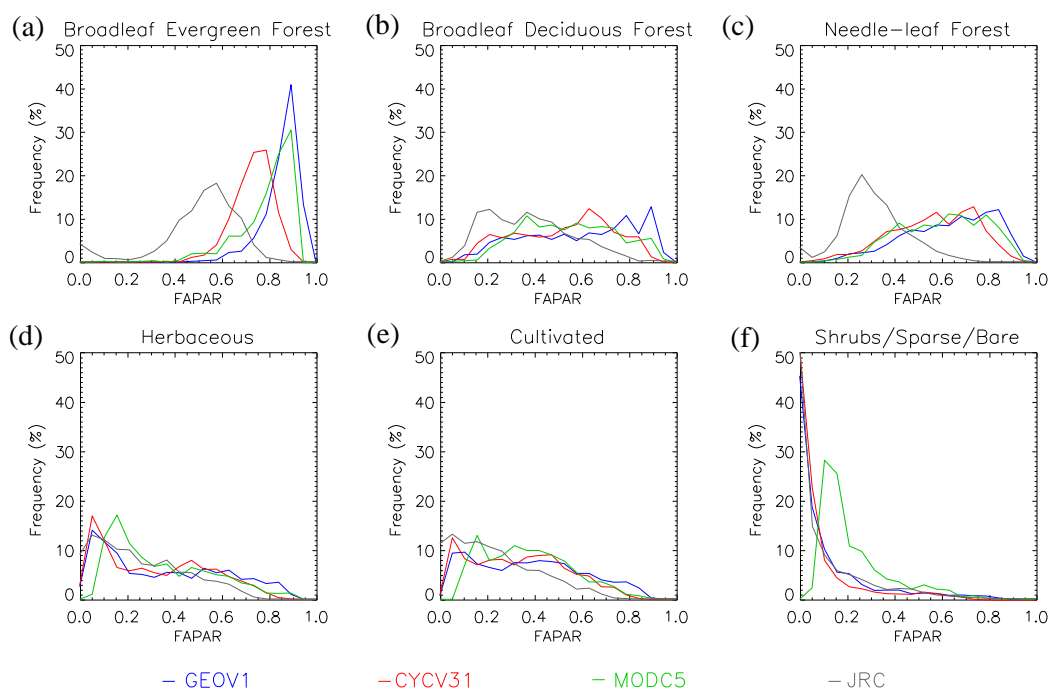 (a) Broadleaf Evergreen Forest
50
40
30
20
10
0
Frequency (%)
0.0 0.2 0.4 0.6 0.8 1.0
FAPAR
(b) Broadleaf Deciduous Forest
50
40
30
20
10
0
Frequency (%)
0.0 0.2 0.4 0.6 0.8 1.0
FAPAR
(c) Needle-leaf Forest
50
40
30
20
10
0
Frequency (%)
0.0 0.2 0.4 0.6 0.8 1.0
FAPAR
(d) Herbaceous
50
40
30
20
10
0
Frequency (%)
0.0 0.2 0.4 0.6 0.8 1.0
FAPAR
(e) Cultivated
50
40
30
20
10
0
Frequency (%)
0.0 0.2 0.4 0.6 0.8 1.0
FAPAR
(f) Shrubs/Sparse/Bare
50
40
30
20
10
0
Frequency (%)
0.0 0.2 0.4 0.6 0.8 1.0
FAPAR
– GEOV1 –CYCV31 – MODC5 –JRC